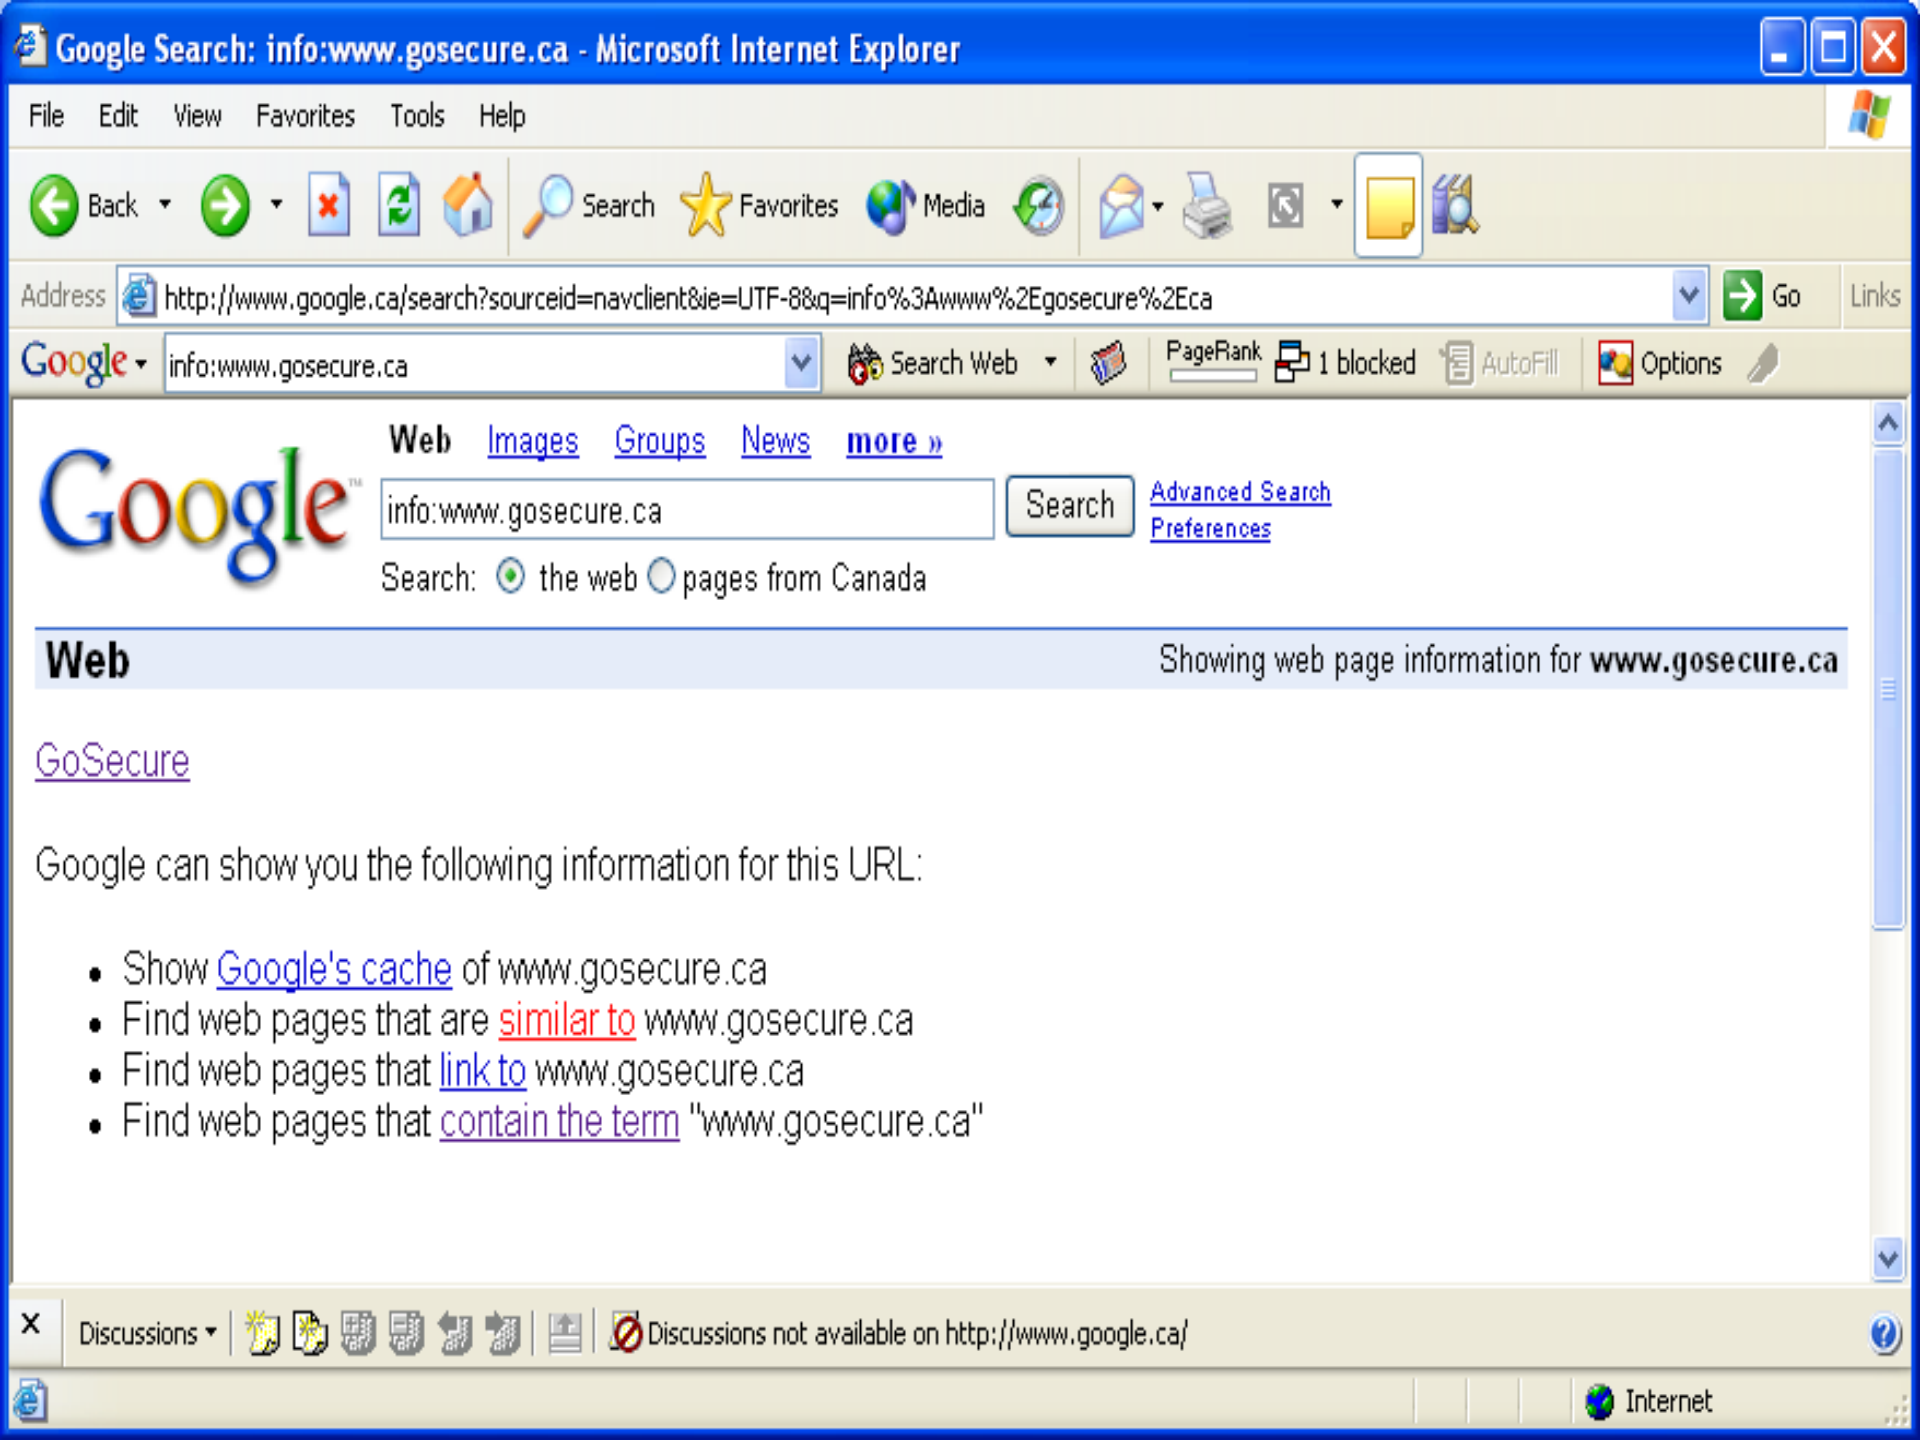 Google Search: info:www.gosecure.ca - Microsoft Internet Explorer
File Edit View Favorites Tools Help
Back Search Favorites Media
Address http://www.google.ca/search?sourceid=navclient&ie=UTF-8&q=info%3Awww%2Egosecure%2Eca Go Links
Google info:www.gosecure.ca Search Web PageRank 1 blocked AutoFill Options
Web Images Groups News more »
Google™ info:www.gosecure.ca Search Advanced Search
Preferences
Search: the web pages from Canada
Web Showing web page information for www.gosecure.ca
GoSecure
Google can show you the following information for this URL:
• Show Google's cache of www.gosecure.ca
• Find web pages that are similar to www.gosecure.ca
• Find web pages that link to www.gosecure.ca
• Find web pages that contain the term "www.gosecure.ca"
X Discussions Discussions not available on http://www.google.ca/
Internet